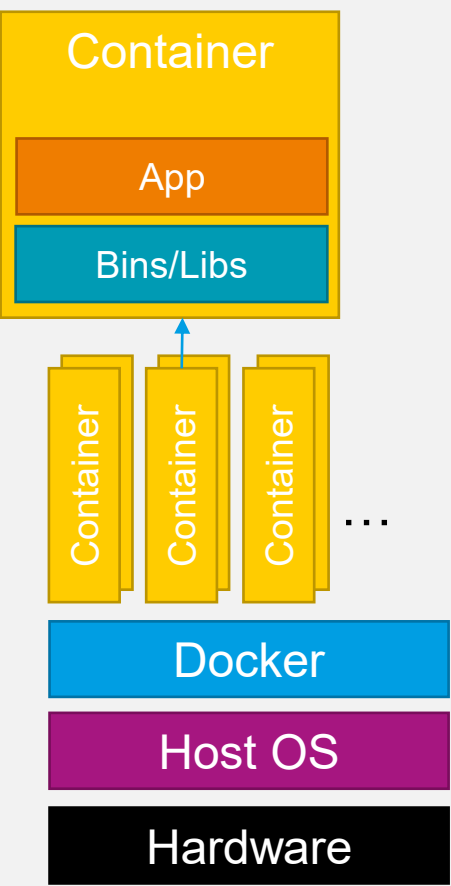 Container
App
Bins/Libs
Container
Container
Container
...
Docker
Host OS
Hardware